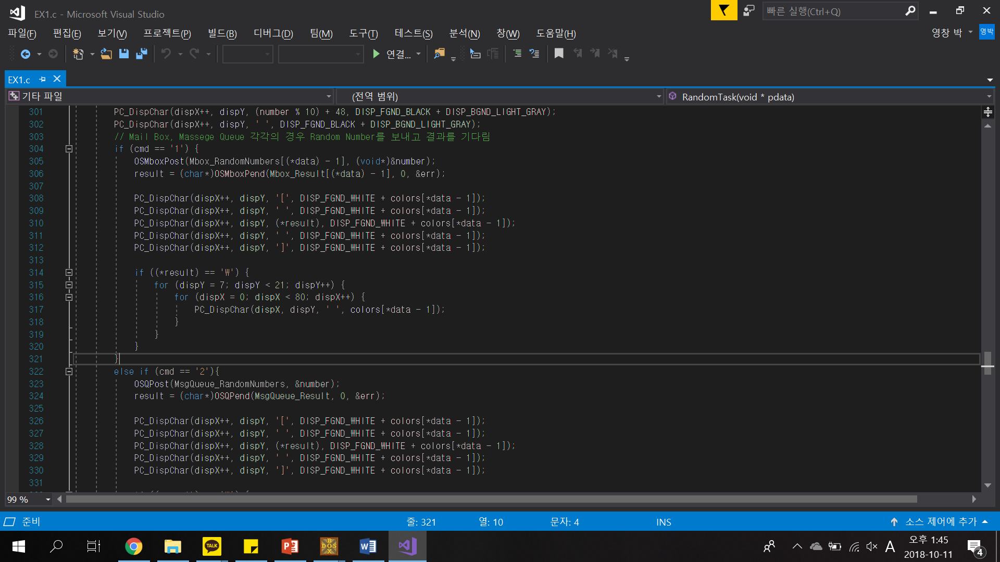 EX1.c - Microsoft Visual Studio
빠른 실행(Ctrl+Q)
파일(F) 편집(E) 보기(V) 프로젝트(P) 빌드(B) 디버그(D) 팀(M) 도구(T) 테스트(S) 분석(N) 창(W) 도움말(H)
영창 박 영박
연결...
EX1.c
기타 파일 (전역 범위) RandomTask(void * pdata)
301 PC_DispChar(dispX++, dispY, (number % 10) + 48, DISP_FGND_BLACK + DISP_BGND_LIGHT_GRAY);
302 PC_DispChar(dispX++, dispY, ' ', DISP_FGND_BLACK + DISP_BGND_LIGHT_GRAY);
303 // Mail Box, Massege Queue 각각의 경우 Random Number를 보내고 결과를 기다림
304 if (cmd == '1') {
305 OSMboxPost(Mbox_RandomNumbers[(*data) - 1], (void*)&number);
306 result = (char*)OSMboxPend(Mbox_Result[(*data) - 1], 0, &err);
307
308 PC_DispChar(dispX++, dispY, '[', DISP_FGND_WHITE + colors[*data - 1]);
309 PC_DispChar(dispX++, dispY, ' ', DISP_FGND_WHITE + colors[*data - 1]);
310 PC_DispChar(dispX++, dispY, (*result), DISP_FGND_WHITE + colors[*data - 1]);
311 PC_DispChar(dispX++, dispY, ' ', DISP_FGND_WHITE + colors[*data - 1]);
312 PC_DispChar(dispX++, dispY, ']', DISP_FGND_WHITE + colors[*data - 1]);
313
314 if ((*result) == 'W') {
315 for (dispY = 7; dispY < 21; dispY++) {
316 for (dispX = 0; dispX < 80; dispX++) {
317 PC_DispChar(dispX, dispY, ' ', colors[*data - 1]);
318 }
319 }
320 }
321 }
322 else if (cmd == '2'){
323 OSQPost(MsgQueue_RandomNumbers, &number);
324 result = (char*)OSQPend(MsgQueue_Result, 0, &err);
325
326 PC_DispChar(dispX++, dispY, '[', DISP_FGND_WHITE + colors[*data - 1]);
327 PC_DispChar(dispX++, dispY, ' ', DISP_FGND_WHITE + colors[*data - 1]);
328 PC_DispChar(dispX++, dispY, (*result), DISP_FGND_WHITE + colors[*data - 1]);
329 PC_DispChar(dispX++, dispY, ' ', DISP_FGND_WHITE + colors[*data - 1]);
330 PC_DispChar(dispX++, dispY, ']', DISP_FGND_WHITE + colors[*data - 1]);
331
99 %
준비 줄: 321 열: 10 문자: 4 INS 소스 제어에 추가
TALK
BOX
DOS
A
오후 1:45
2018-10-11
4